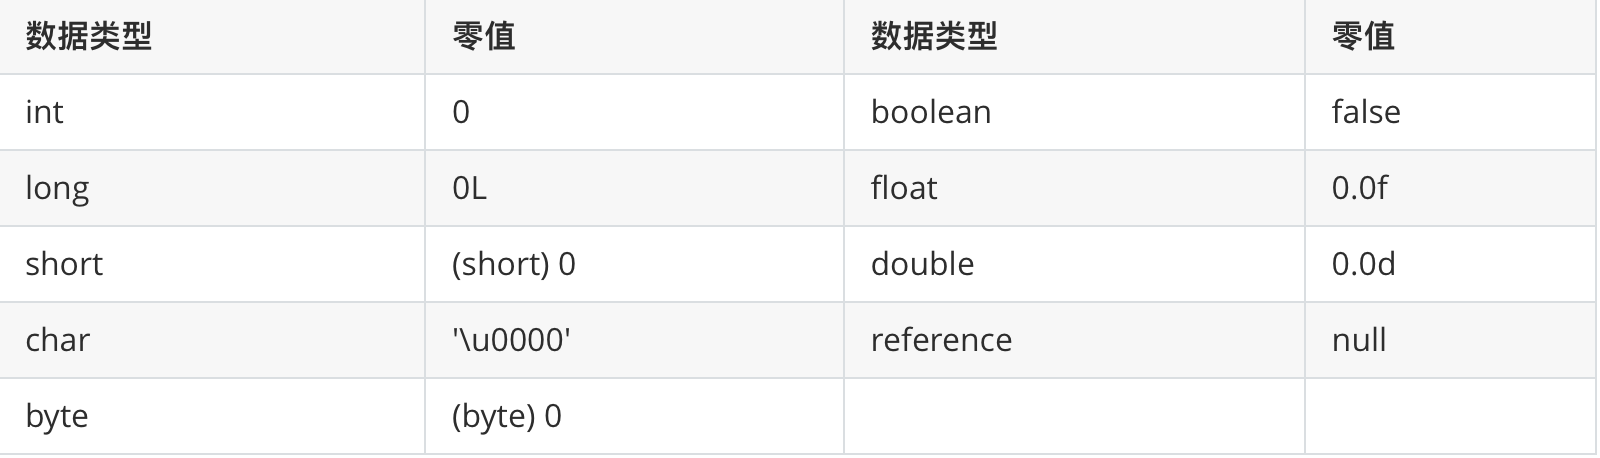 数据类型 零值 数据类型 零值
int 0 boolean false
long 0L float 0.0f
short (short) 0 double 0.0d
char '\u0000' reference null
byte (byte) 0